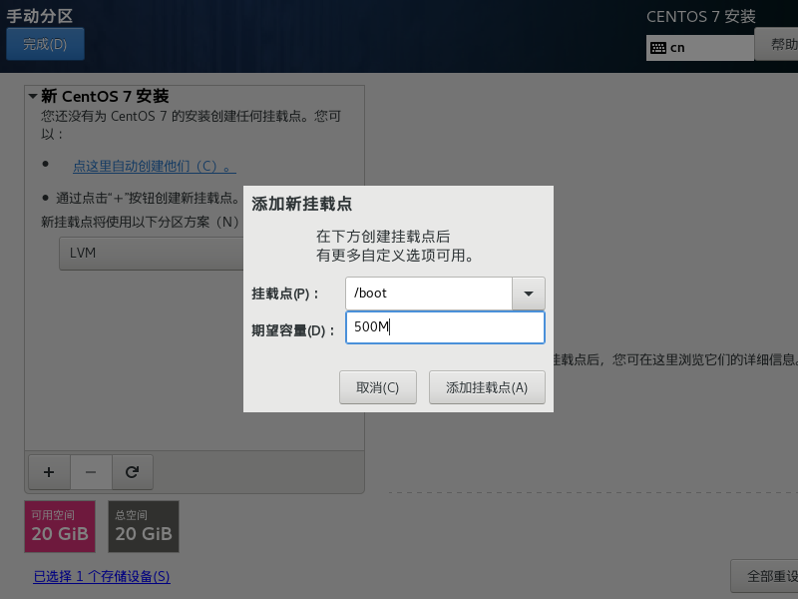 手动分区
CENTOS 7 安装
完成(D)
cn
帮助
新 CentOS 7 安装
您还没有为 CentOS 7 的安装创建任何挂载点。您可
以：
点这里自动创建他们（C）。
通过点击“+”按钮创建新挂载点。
新挂载点将使用以下分区方案（N）
LVM
添加新挂载点
在下方创建挂载点后
有更多自定义选项可用。
挂载点(P)：
/boot
期望容量(D)：
500M
取消(C)
添加挂载点(A)
挂载点后，您可在这里浏览它们的详细信息。
+
−
可用空间
20 GiB
总空间
20 GiB
已选择 1 个存储设备(S)
全部重设